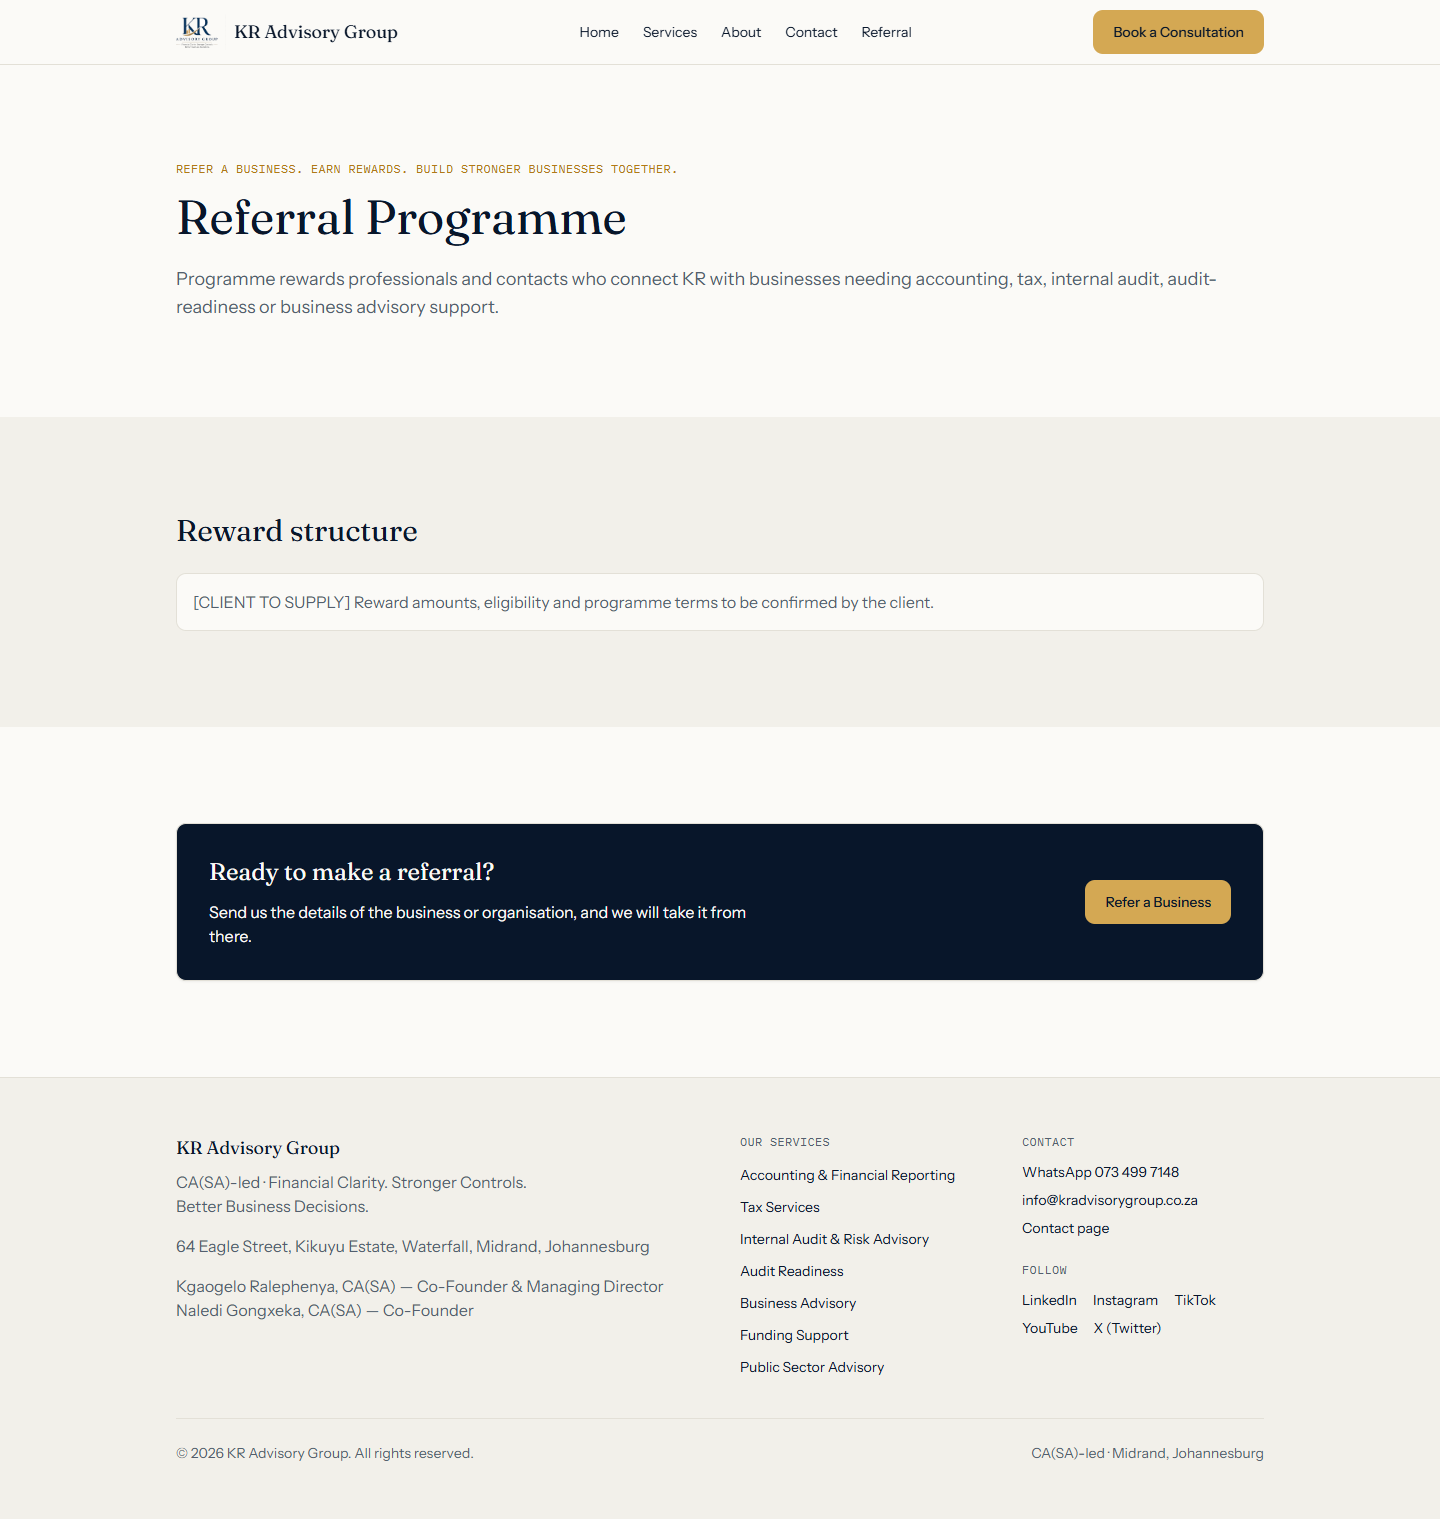 KR
ADVISORY GROUP
KR Advisory Group
Home
Services
About
Contact
Referral
Book a Consultation
REFER A BUSINESS. EARN REWARDS. BUILD STRONGER BUSINESSES TOGETHER.
Referral Programme
Programme rewards professionals and contacts who connect KR with businesses needing accounting, tax, internal audit, audit-
readiness or business advisory support.
Reward structure
[CLIENT TO SUPPLY] Reward amounts, eligibility and programme terms to be confirmed by the client.
Ready to make a referral?
Send us the details of the business or organisation, and we will take it from
there.
Refer a Business
KR Advisory Group
CA(SA)-led · Financial Clarity. Stronger Controls.
Better Business Decisions.
64 Eagle Street, Kikuyu Estate, Waterfall, Midrand, Johannesburg
Kgaogelo Ralephenya, CA(SA) — Co-Founder & Managing Director
Naledi Gongxeka, CA(SA) — Co-Founder
OUR SERVICES
Accounting & Financial Reporting
Tax Services
Internal Audit & Risk Advisory
Audit Readiness
Business Advisory
Funding Support
Public Sector Advisory
CONTACT
WhatsApp 073 499 7148
info@kradvisorygroup.co.za
Contact page
FOLLOW
LinkedIn Instagram TikTok
YouTube X (Twitter)
© 2026 KR Advisory Group. All rights reserved.
CA(SA)-led · Midrand, Johannesburg